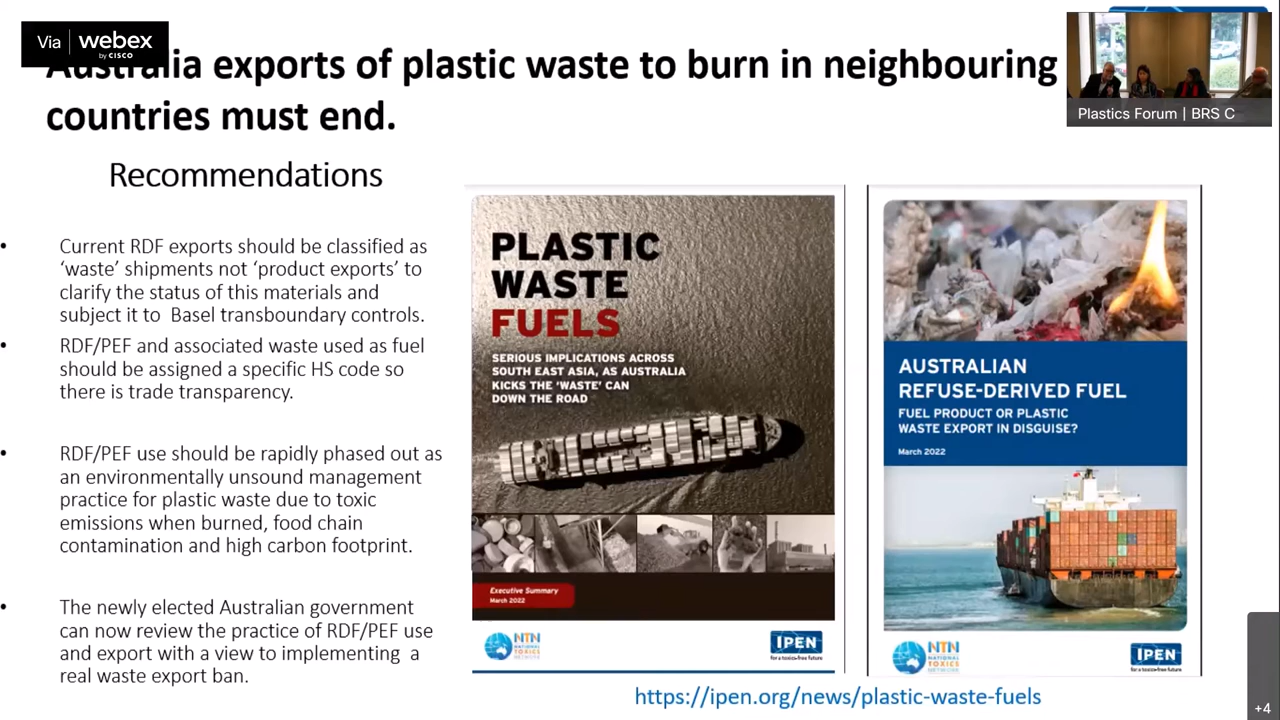 Via webex
by CISCO
Australia exports of plastic waste to burn in neighbouring
countries must end.
Plastics Forum | BRS C
Recommendations
• Current RDF exports should be classified as
‘waste’ shipments not ‘product exports’ to
clarify the status of this materials and
subject it to Basel transboundary controls.
• RDF/PEF and associated waste used as fuel
should be assigned a specific HS code so
there is trade transparency.
• RDF/PEF use should be rapidly phased out as
an environmentally unsound management
practice for plastic waste due to toxic
emissions when burned, food chain
contamination and high carbon footprint.
• The newly elected Australian government
can now review the practice of RDF/PEF use
and export with a view to implementing a
real waste export ban.
PLASTIC
WASTE
FUELS
SERIOUS IMPLICATIONS ACROSS
SOUTH EAST ASIA, AS AUSTRALIA
KICKS THE ‘WASTE’ CAN
DOWN THE ROAD
Executive Summary
March 2022
NTN
NATIONAL
TOXICS
NETWORK
IPEN
for a toxics-free future
AUSTRALIAN
REFUSE-DERIVED FUEL
FUEL PRODUCT OR PLASTIC
WASTE EXPORT IN DISGUISE?
March 2022
NTN
NATIONAL
TOXICS
NETWORK
IPEN
for a toxics-free future
https://ipen.org/news/plastic-waste-fuels
+4